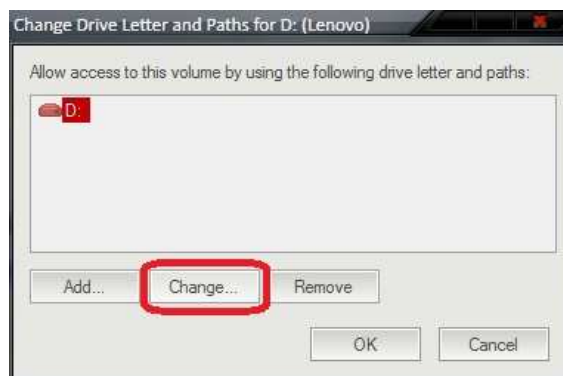 Change Drive Letter and Paths for D: (Lenovo)
Allow access to this volume by using the following drive letter and paths:
D:
Add... Change... Remove
OK Cancel